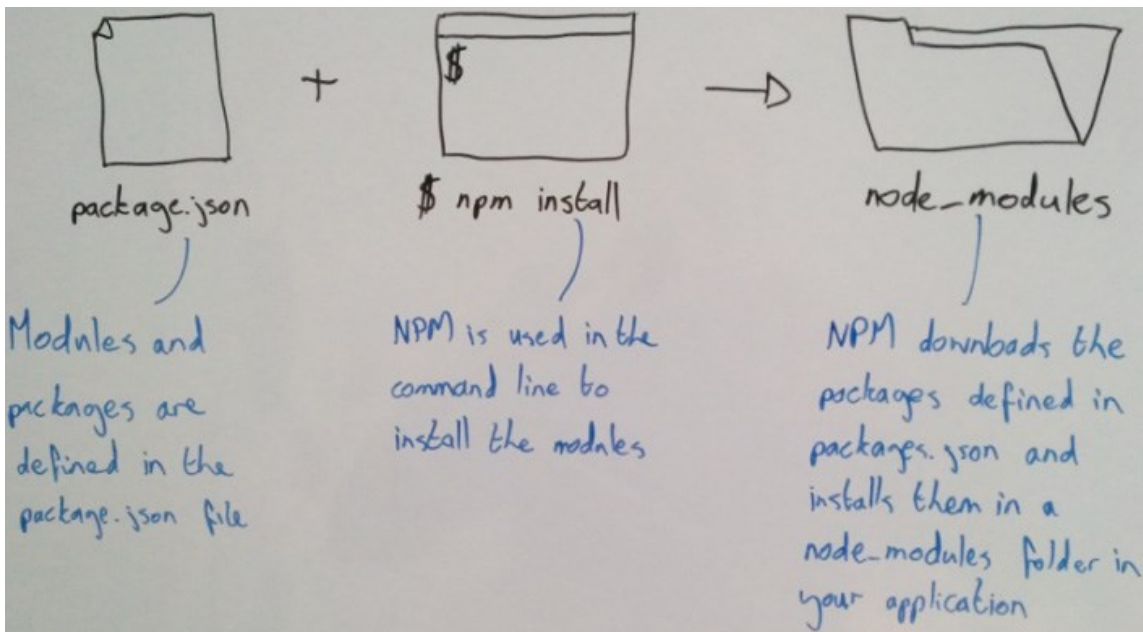 $
package.json
$ npm install
node_modules
Modules and
packages are
defined in the
package.json file
NPM is used in the
command line to
install the modules
NPM downloads the
packages defined in
packages.json and
installs them in a
node_modules folder in
your application